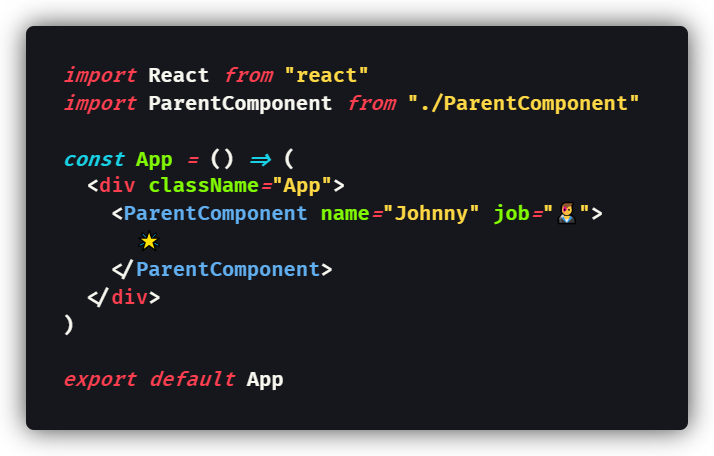 import React from "react"
import ParentComponent from "./ParentComponent"
const App = () => (
<div className="App">
<ParentComponent name="Johnny" job="👨‍🎤">
⭐
</ParentComponent>
</div>
)
export default App